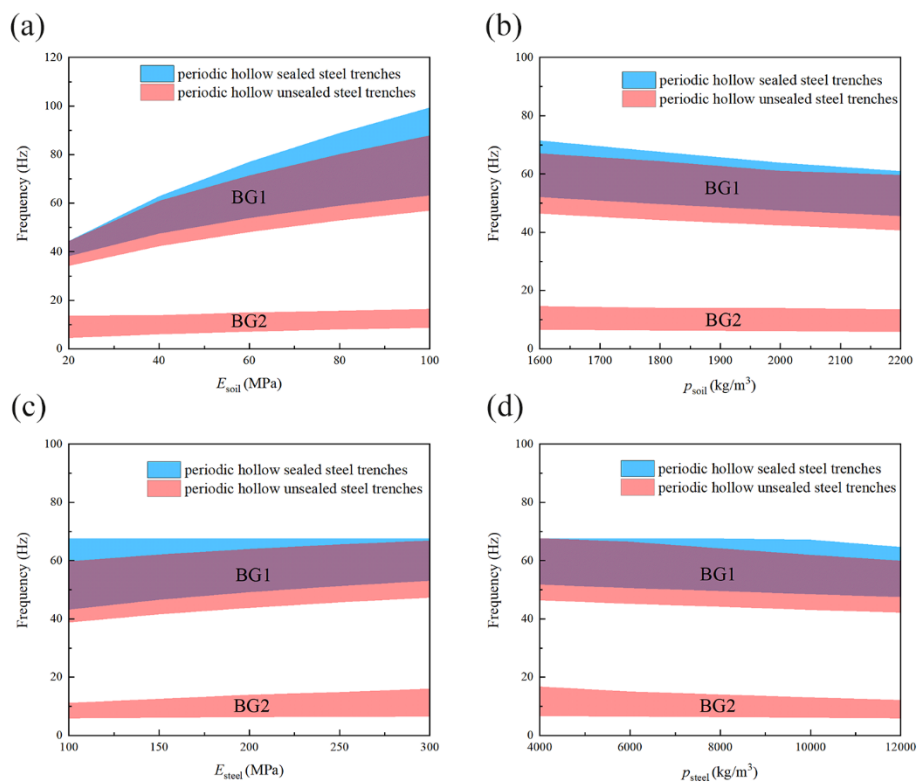 (a)
120
100
80
60
40
20
0
Frequency (Hz)
periodic hollow sealed steel trenches
periodic hollow unsealed steel trenches
BG1
BG2
20 40 60 80 100
E_soil (MPa)
(b)
100
80
60
40
20
0
Frequency (Hz)
periodic hollow sealed steel trenches
periodic hollow unsealed steel trenches
BG1
BG2
1600 1700 1800 1900 2000 2100 2200
p_soil (kg/m³)
(c)
100
80
60
40
20
0
Frequency (Hz)
periodic hollow sealed steel trenches
periodic hollow unsealed steel trenches
BG1
BG2
100 150 200 250 300
E_steel (MPa)
(d)
100
80
60
40
20
0
Frequency (Hz)
periodic hollow sealed steel trenches
periodic hollow unsealed steel trenches
BG1
BG2
4000 6000 8000 10000 12000
p_steel (kg/m³)